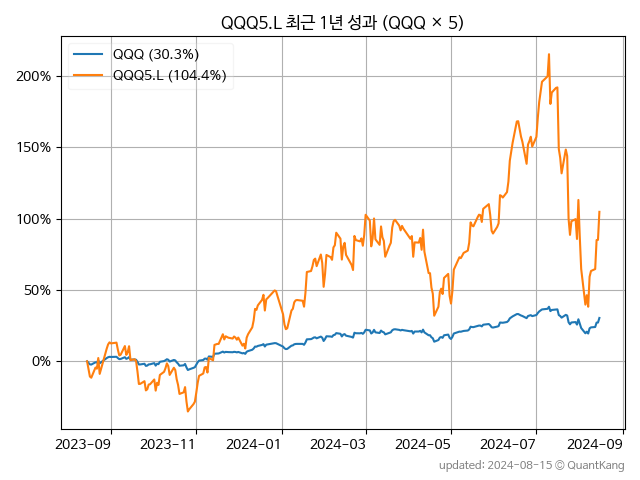 QQQ5.L 최근 1년 성과 (QQQ × 5)
QQQ (30.3%)
QQQ5.L (104.4%)
200%
150%
100%
50%
0%
2023-09 2023-11 2024-01 2024-03 2024-05 2024-07 2024-09
updated: 2024-08-15 © QuantKang